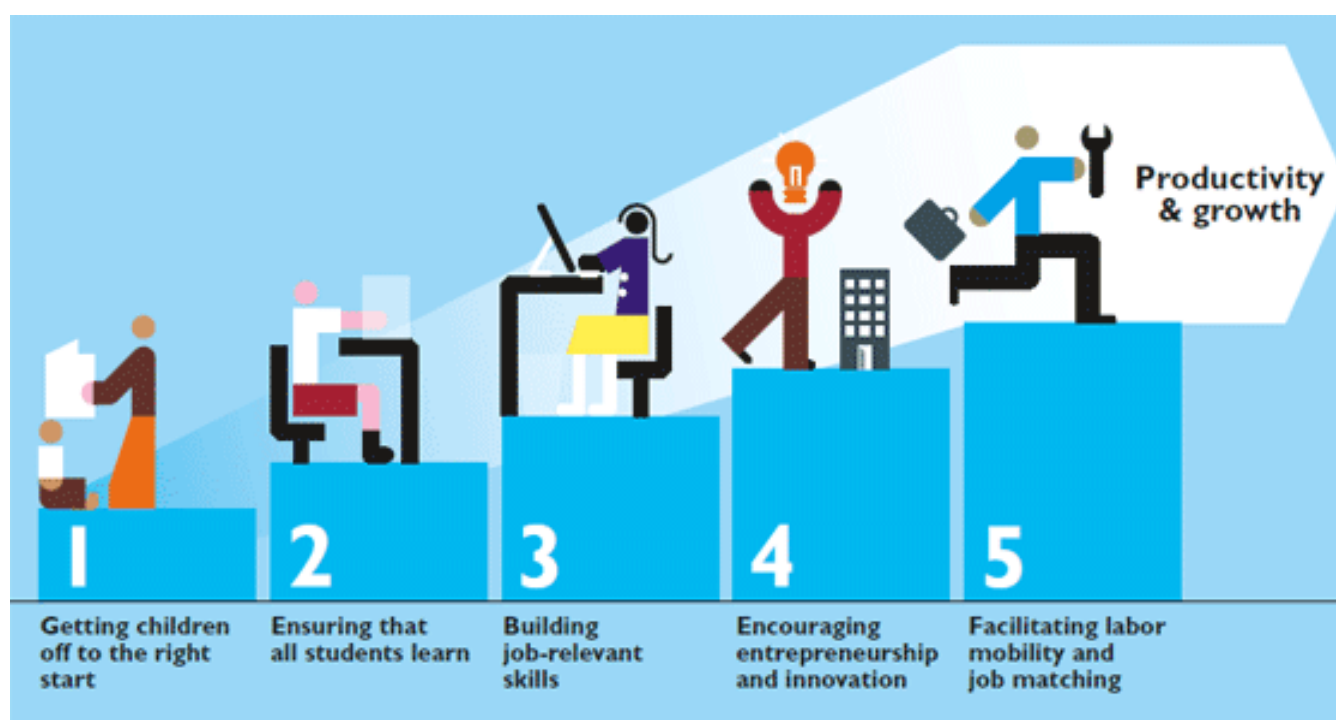 Productivity
& growth
1
2
3
4
5
Getting children
off to the right
start
Ensuring that
all students learn
Building
job-relevant
skills
Encouraging
entrepreneurship
and innovation
Facilitating labor
mobility and
job matching